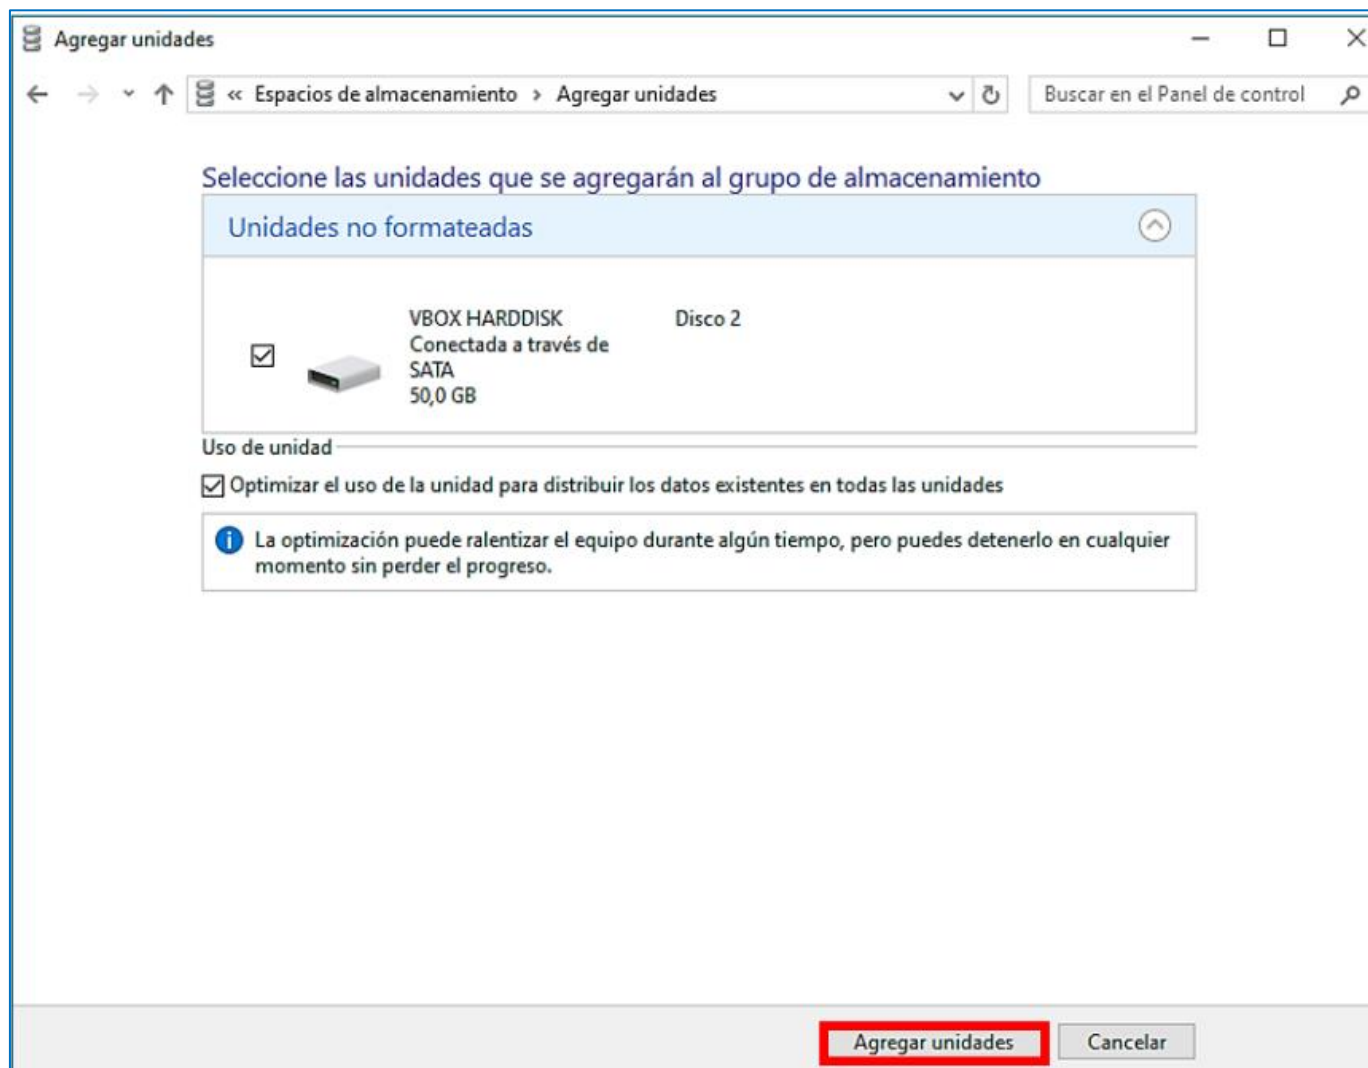 Agregar unidades
« Espacios de almacenamiento › Agregar unidades
Buscar en el Panel de control
Seleccione las unidades que se agregarán al grupo de almacenamiento
Unidades no formateadas
VBOX HARDDISK
Disco 2
Conectada a través de
SATA
50,0 GB
Uso de unidad
Optimizar el uso de la unidad para distribuir los datos existentes en todas las unidades
La optimización puede ralentizar el equipo durante algún tiempo, pero puedes detenerlo en cualquier
momento sin perder el progreso.
Agregar unidades
Cancelar